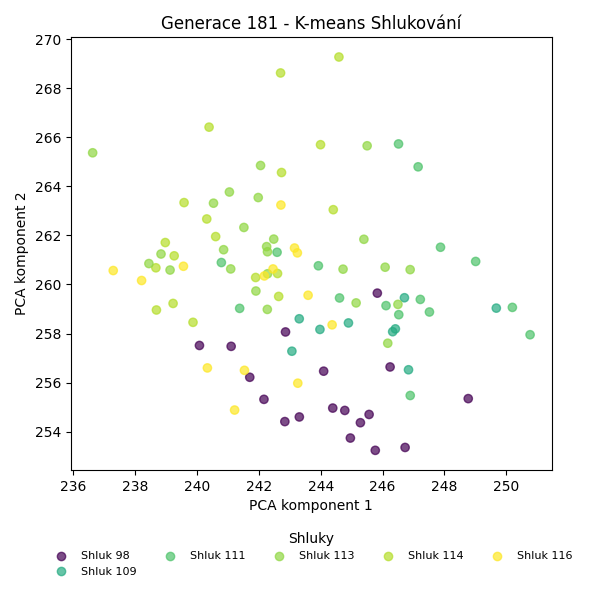 Generace 181 - K-means Shlukování
270
268
266
264
262
260
258
256
254
PCA komponent 2
236 238 240 242 244 246 248 250
PCA komponent 1
Shluky
Shluk 98 Shluk 111 Shluk 113 Shluk 114 Shluk 116
Shluk 109